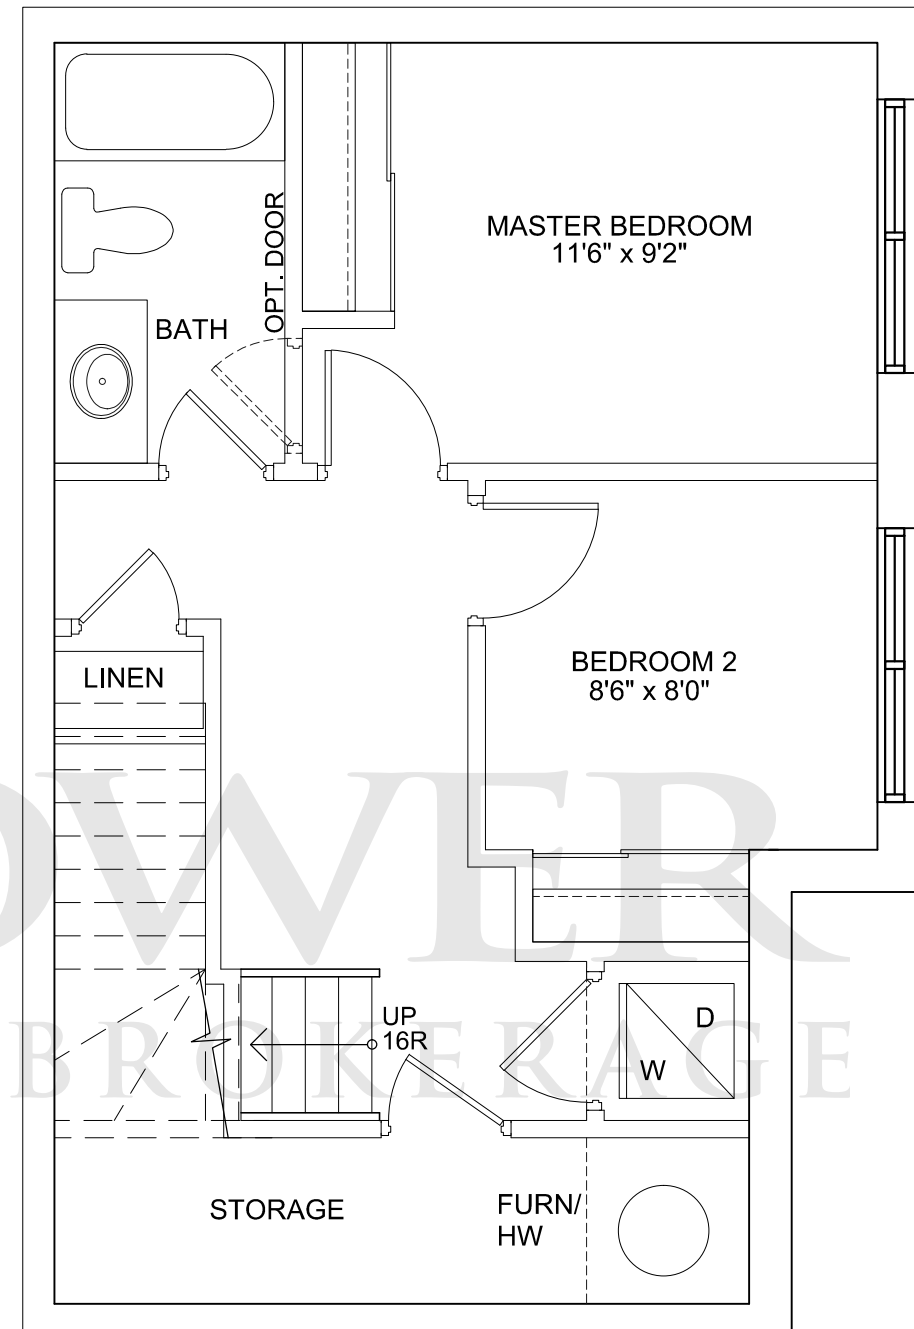 MASTER BEDROOM
11'6" x 9'2"
OPT. DOOR
BATH
BEDROOM 2
8'6" x 8'0"
LINEN
OWER
BROKERAGE
UP
16R
D
W
STORAGE
FURN/
HW